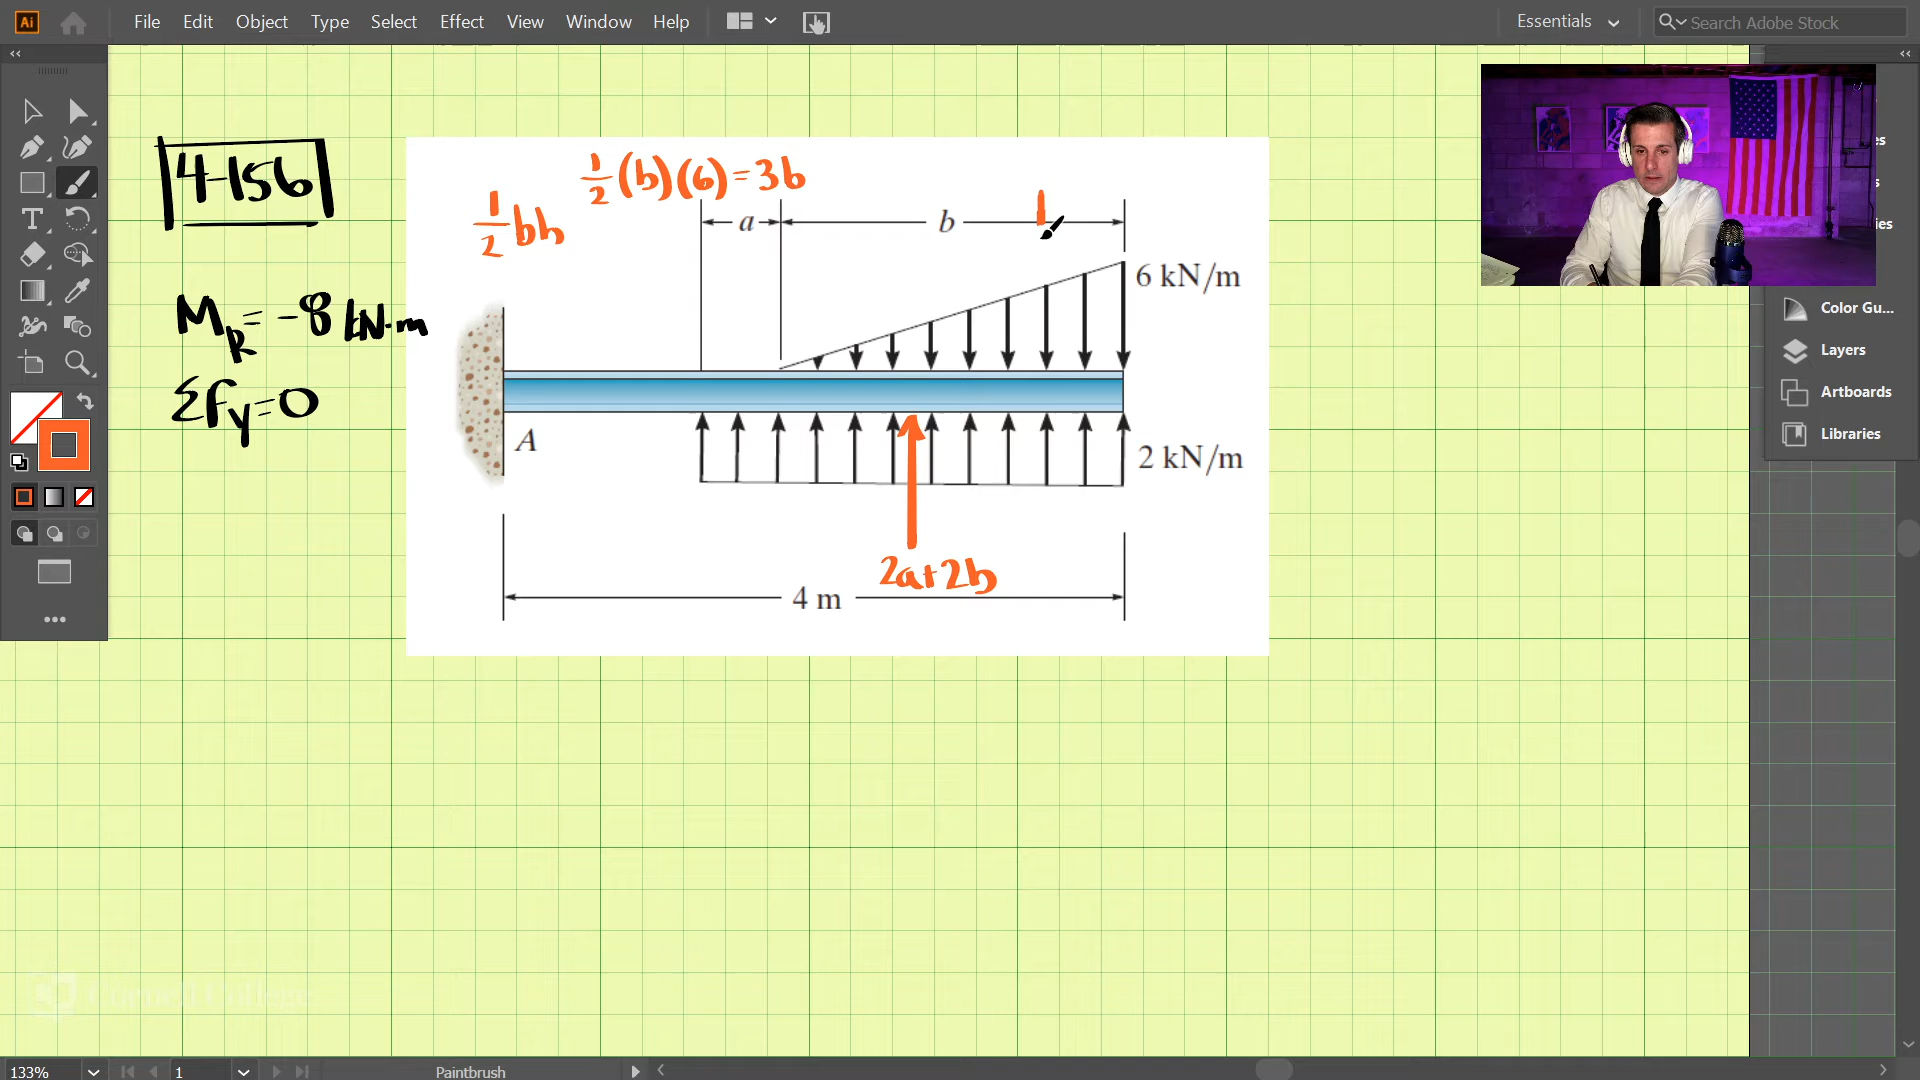 Ai File Edit Object Type Select Effect View Window Help Essentials Search Adobe Stock
4-156
1/2 (b)(6) = 3b
1/2 bh
a b
6 kN/m
M_R = -8 kN·m
ΣFy=0
A
2 kN/m
2a+2b
4 m
Color Gu...
Layers
Artboards
Libraries
133% 1 Paintbrush